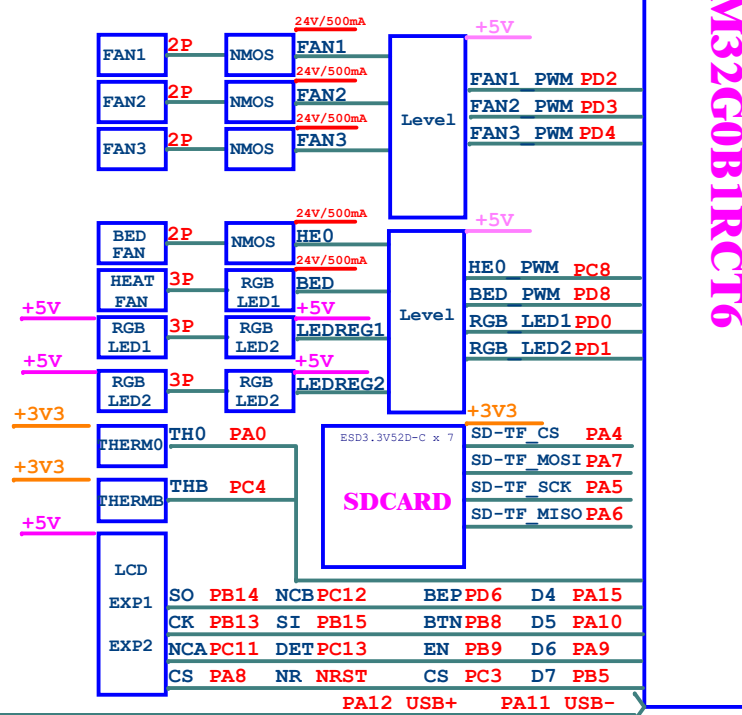 24V/500mA
+5V
FAN1 2P NMOS FAN1
24V/500mA
FAN1_PWM PD2
FAN2 2P NMOS FAN2
FAN2_PWM PD3
24V/500mA
Level
FAN3 2P NMOS FAN3
FAN3_PWM PD4
24V/500mA
+5V
BED FAN 2P NMOS HE0
24V/500mA
HE0_PWM PC8
HEAT FAN 3P RGB LED1 BED
BED_PWM PD8
+5V +5V
Level
RGB LED1 3P RGB LED2 LEDREG1
RGB_LED1 PD0
RGB_LED2 PD1
+5V +5V
RGB LED2 3P RGB LED2 LEDREG2
+3V3
+3V3
THERM0 TH0 PA0
ESD3.3V52D-C x 7
SD-TF_CS PA4
SD-TF_MOSI PA7
+3V3
THERMB THB PC4
SDCARD
SD-TF_SCK PA5
SD-TF_MISO PA6
+5V
LCD
EXP1
EXP2
SO PB14 NCB PC12 BEP PD6 D4 PA15
CK PB13 SI PB15 BTN PB8 D5 PA10
NCA PC11 DET PC13 EN PB9 D6 PA9
CS PA8 NR NRST CS PC3 D7 PB5
PA12 USB+ PA11 USB-
M32G0B1RCT6